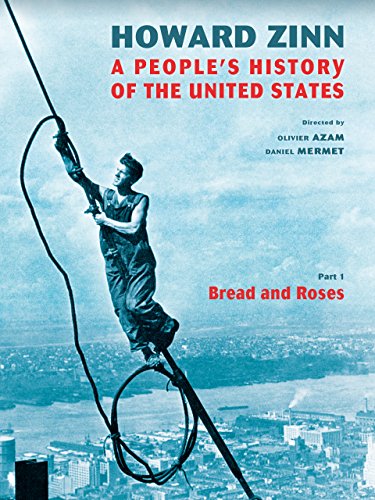 HOWARD ZINN
A PEOPLE'S HISTORY
OF THE UNITED STATES
Directed by
OLIVIER AZAM
DANIEL MERMET
Part 1
Bread and Roses